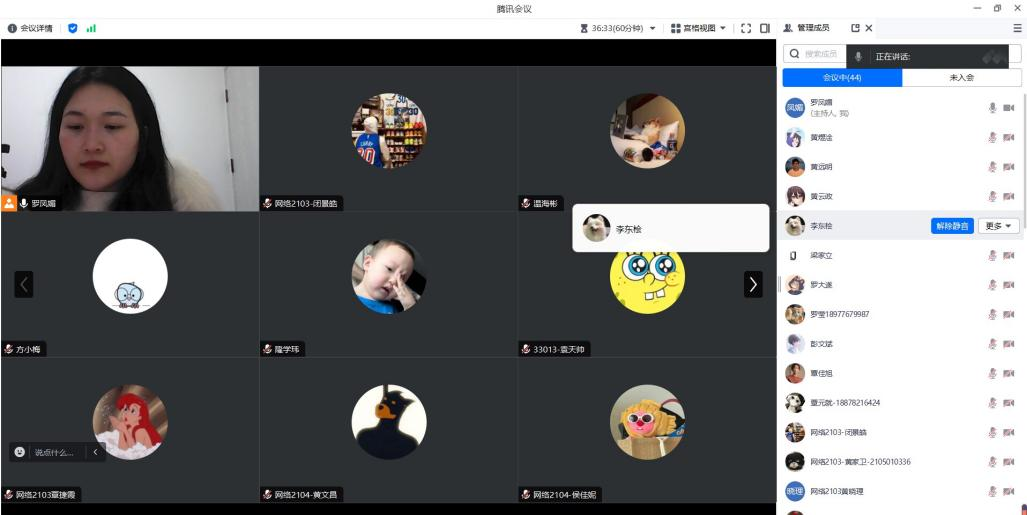 腾讯会议
会议详情
36:33(60分钟)
宫格视图
管理成员
搜索成员
正在讲话:
会议中(44)
未入会
罗凤媚
网络2103-闭景皓
温海彬
李东桧
方小梅
隆学玮
33013-袁天帅
说点什么...
网络2103覃捷霞
网络2104-黄文昌
网络2104-侯佳妮
凤媚
罗凤媚
(主持人, 我)
黄煜淦
黄远明
黄云政
李东桧
解除静音
更多
梁家立
罗大遂
罗莹18977679987
彭文斌
覃佳旭
覃元就-18878216424
网络2103-闭景皓
网络2103-黄家卫-2105010336
晓理
网络2103黄晓理